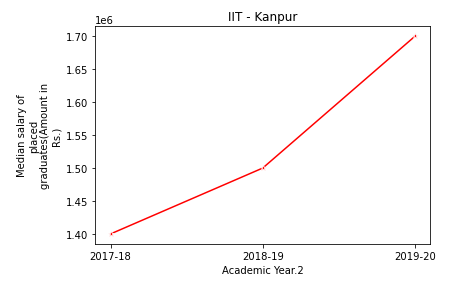 IIT - Kanpur
1e6
1.70
1.65
1.60
1.55
1.50
1.45
1.40
Median salary of
placed
graduates(Amount in
Rs.)
2017-18 2018-19 2019-20
Academic Year.2